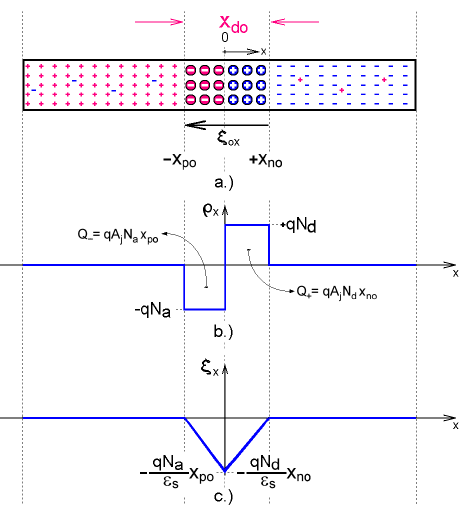 x_do
0
x
ξ_ox
-x_po +x_no
a.)
ρ_x
+qN_d
Q_-= qA_jN_a x_po
x
Q_+= qA_jN_d x_no
-qN_a
b.)
ξ_x
x
- qN_a/ε_s x_po - qN_d/ε_s x_no
c.)